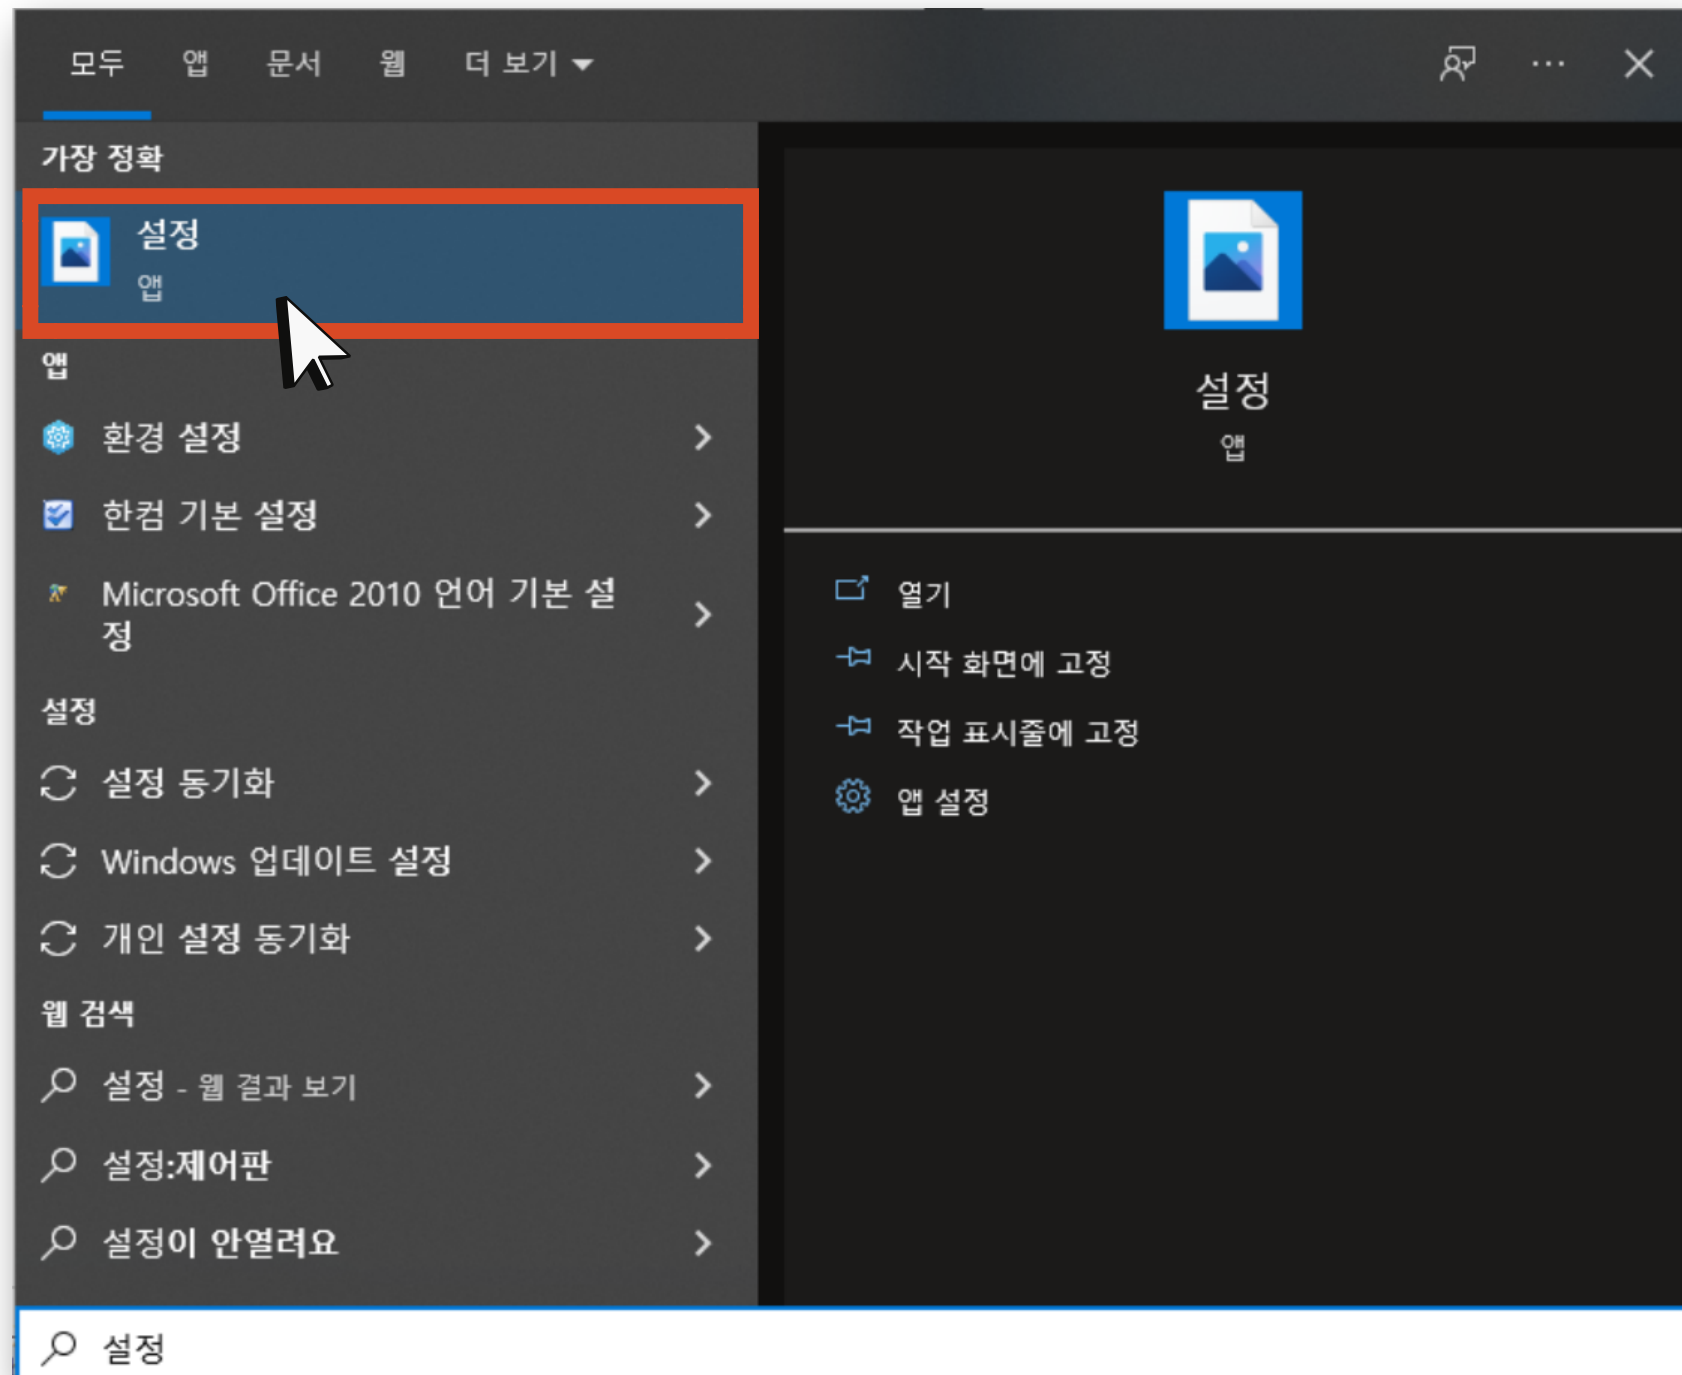 모두 앱 문서 웹 더 보기
가장 정확
설정
앱
앱
환경 설정
한컴 기본 설정
Microsoft Office 2010 언어 기본 설
정
설정
설정 동기화
Windows 업데이트 설정
개인 설정 동기화
웹 검색
설정 - 웹 결과 보기
설정:제어판
설정이 안열려요
설정
설정
앱
열기
시작 화면에 고정
작업 표시줄에 고정
앱 설정